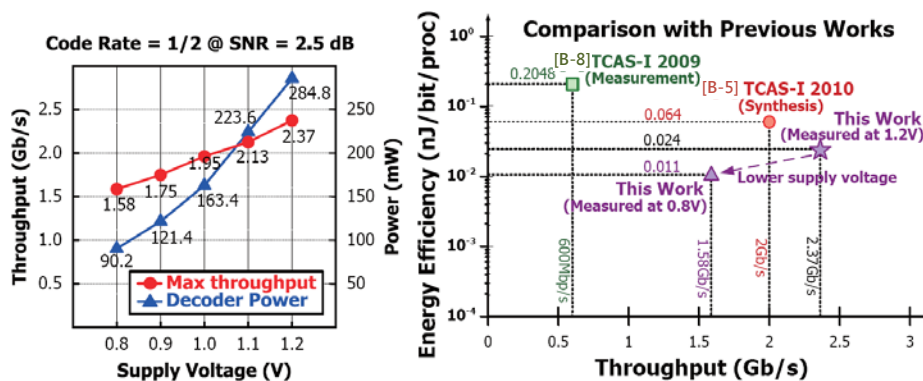 Code Rate = 1/2 @ SNR = 2.5 dB
Throughput (Gb/s)
2.5
2.0
1.5
1.0
0.5
250
200
150
100
50
Power (mW)
284.8
223.6
2.37
1.95
2.13
1.75
1.58
163.4
121.4
90.2
Max throughput
Decoder Power
0.8 0.9 1.0 1.1 1.2
Supply Voltage (V)
Comparison with Previous Works
Energy Efficiency (nJ/bit/proc)
10⁰
10⁻¹
10⁻²
10⁻³
10⁻⁴
[B-8] TCAS-I 2009
(Measurement)
0.2048
[B-5] TCAS-I 2010
(Synthesis)
0.064
This Work
(Measured at 1.2V)
0.024
0.011
Lower supply voltage
This Work
(Measured at 0.8V)
600Mbp/s
1.58Gb/s
2Gb/s
2.37Gb/s
0 0.5 1 1.5 2 2.5 3
Throughput (Gb/s)